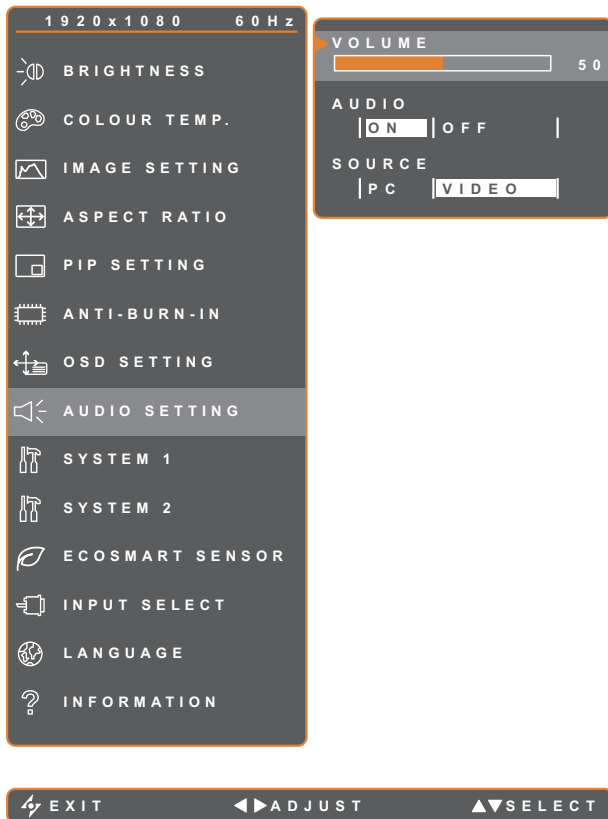 1920x1080 60Hz
BRIGHTNESS
COLOUR TEMP.
IMAGE SETTING
ASPECT RATIO
PIP SETTING
ANTI-BURN-IN
OSD SETTING
AUDIO SETTING
SYSTEM 1
SYSTEM 2
ECOSMART SENSOR
INPUT SELECT
LANGUAGE
INFORMATION
VOLUME
50
AUDIO
ON OFF
SOURCE
PC VIDEO
EXIT ADJUST SELECT